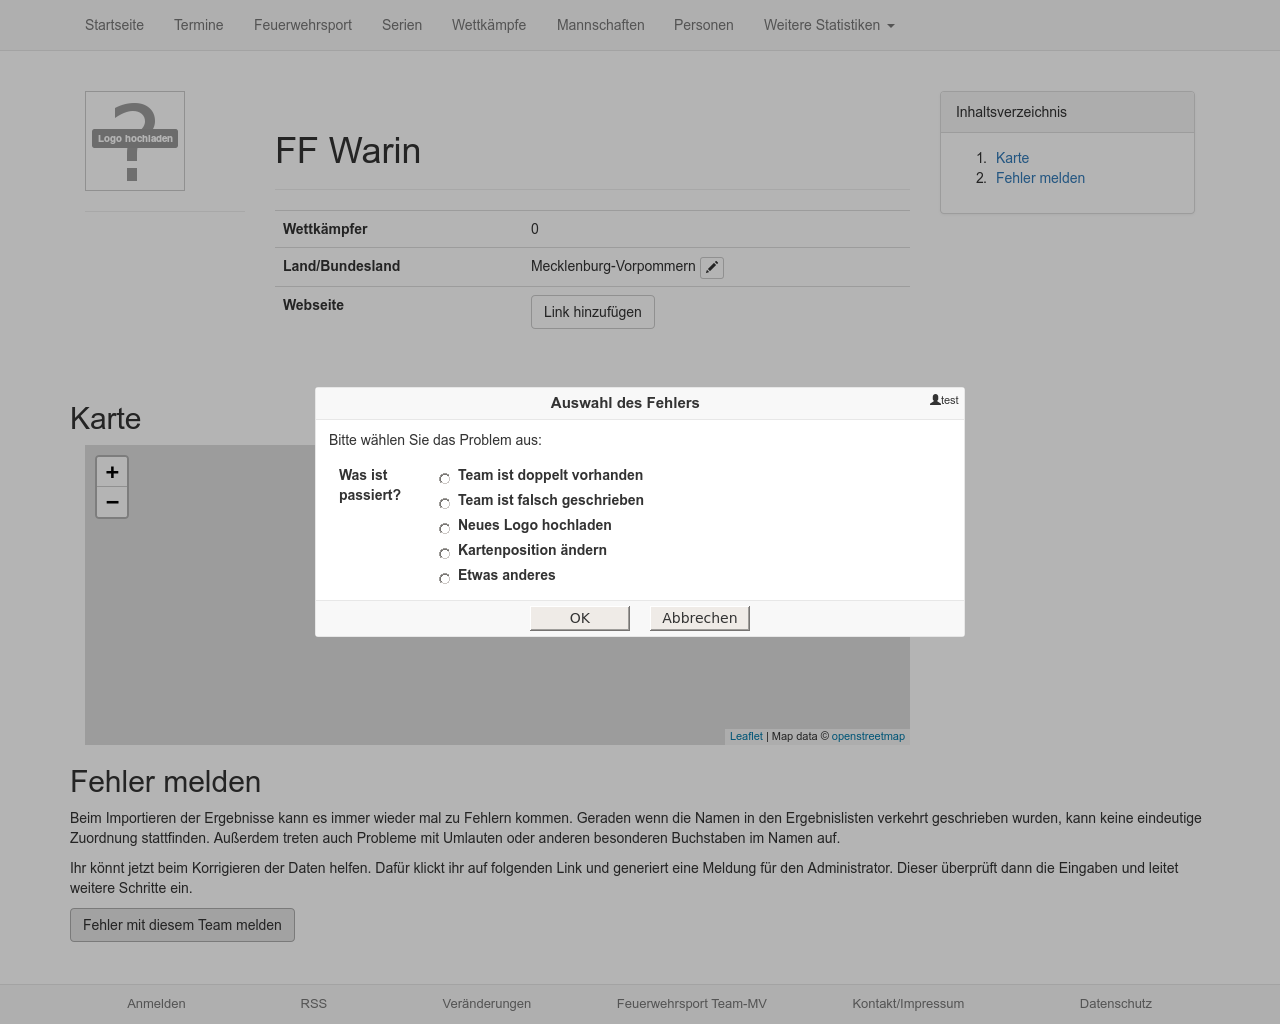 Startseite Termine Feuerwehrsport Serien Wettkämpfe Mannschaften Personen Weitere Statistiken
Logo hochladen
FF Warin
Inhaltsverzeichnis
1. Karte
2. Fehler melden
Wettkämpfer 0
Land/Bundesland Mecklenburg-Vorpommern
Webseite Link hinzufügen
Karte
+
−
Auswahl des Fehlers
test
Bitte wählen Sie das Problem aus:
Was ist
passiert?
Team ist doppelt vorhanden
Team ist falsch geschrieben
Neues Logo hochladen
Kartenposition ändern
Etwas anderes
OK Abbrechen
Leaflet | Map data © openstreetmap
Fehler melden
Beim Importieren der Ergebnisse kann es immer wieder mal zu Fehlern kommen. Geraden wenn die Namen in den Ergebnislisten verkehrt geschrieben wurden, kann keine eindeutige
Zuordnung stattfinden. Außerdem treten auch Probleme mit Umlauten oder anderen besonderen Buchstaben im Namen auf.
Ihr könnt jetzt beim Korrigieren der Daten helfen. Dafür klickt ihr auf folgenden Link und generiert eine Meldung für den Administrator. Dieser überprüft dann die Eingaben und leitet
weitere Schritte ein.
Fehler mit diesem Team melden
Anmelden RSS Veränderungen Feuerwehrsport Team-MV Kontakt/Impressum Datenschutz